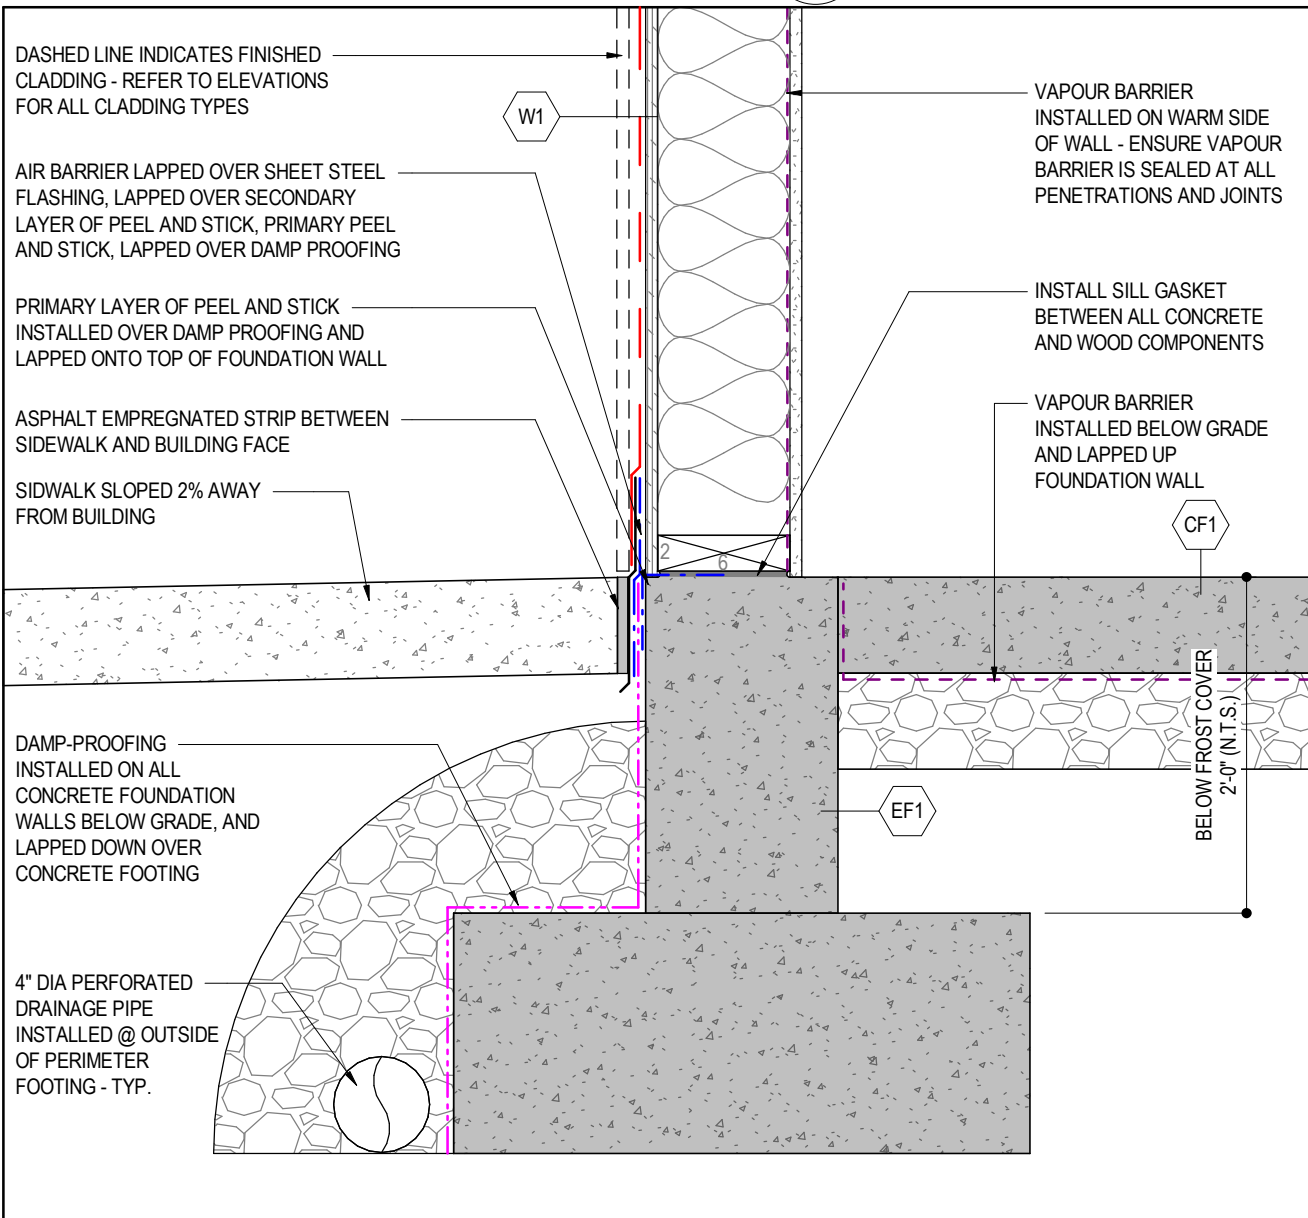 DASHED LINE INDICATES FINISHED
CLADDING - REFER TO ELEVATIONS
FOR ALL CLADDING TYPES
W1
VAPOUR BARRIER
INSTALLED ON WARM SIDE
OF WALL - ENSURE VAPOUR
BARRIER IS SEALED AT ALL
PENETRATIONS AND JOINTS
AIR BARRIER LAPPED OVER SHEET STEEL
FLASHING, LAPPED OVER SECONDARY
LAYER OF PEEL AND STICK, PRIMARY PEEL
AND STICK, LAPPED OVER DAMP PROOFING
PRIMARY LAYER OF PEEL AND STICK
INSTALLED OVER DAMP PROOFING AND
LAPPED ONTO TOP OF FOUNDATION WALL
INSTALL SILL GASKET
BETWEEN ALL CONCRETE
AND WOOD COMPONENTS
ASPHALT EMPREGNATED STRIP BETWEEN
SIDEWALK AND BUILDING FACE
VAPOUR BARRIER
INSTALLED BELOW GRADE
AND LAPPED UP
FOUNDATION WALL
SIDWALK SLOPED 2% AWAY
FROM BUILDING
CF1
2
6
BELOW FROST COVER
2'-0" (N.T.S.)
DAMP-PROOFING
INSTALLED ON ALL
CONCRETE FOUNDATION
WALLS BELOW GRADE, AND
LAPPED DOWN OVER
CONCRETE FOOTING
EF1
4" DIA PERFORATED
DRAINAGE PIPE
INSTALLED @ OUTSIDE
OF PERIMETER
FOOTING - TYP.